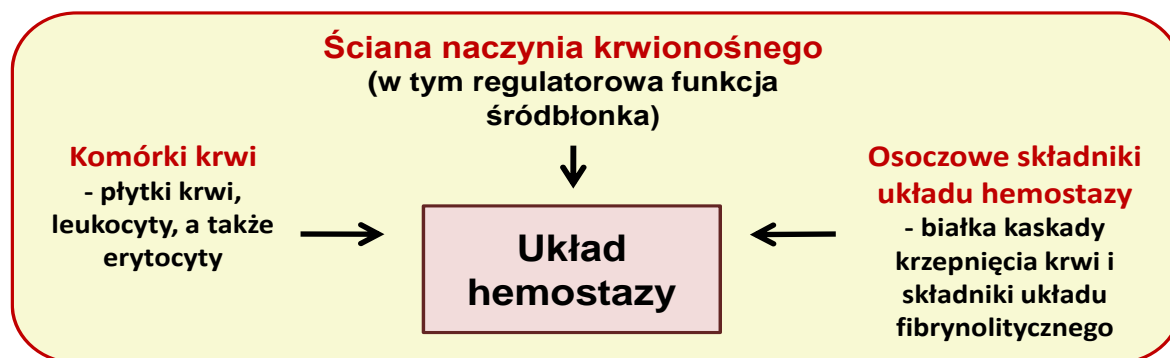 Ściana naczynia krwionośnego
(w tym regulatorowa funkcja
śródbłonka)
Komórki krwi
- płytki krwi,
leukocyty, a także
erytocyty
Układ
hemostazy
Osoczowe składniki
układu hemostazy
- białka kaskady
krzepnięcia krwi i
składniki układu
fibrynolitycznego